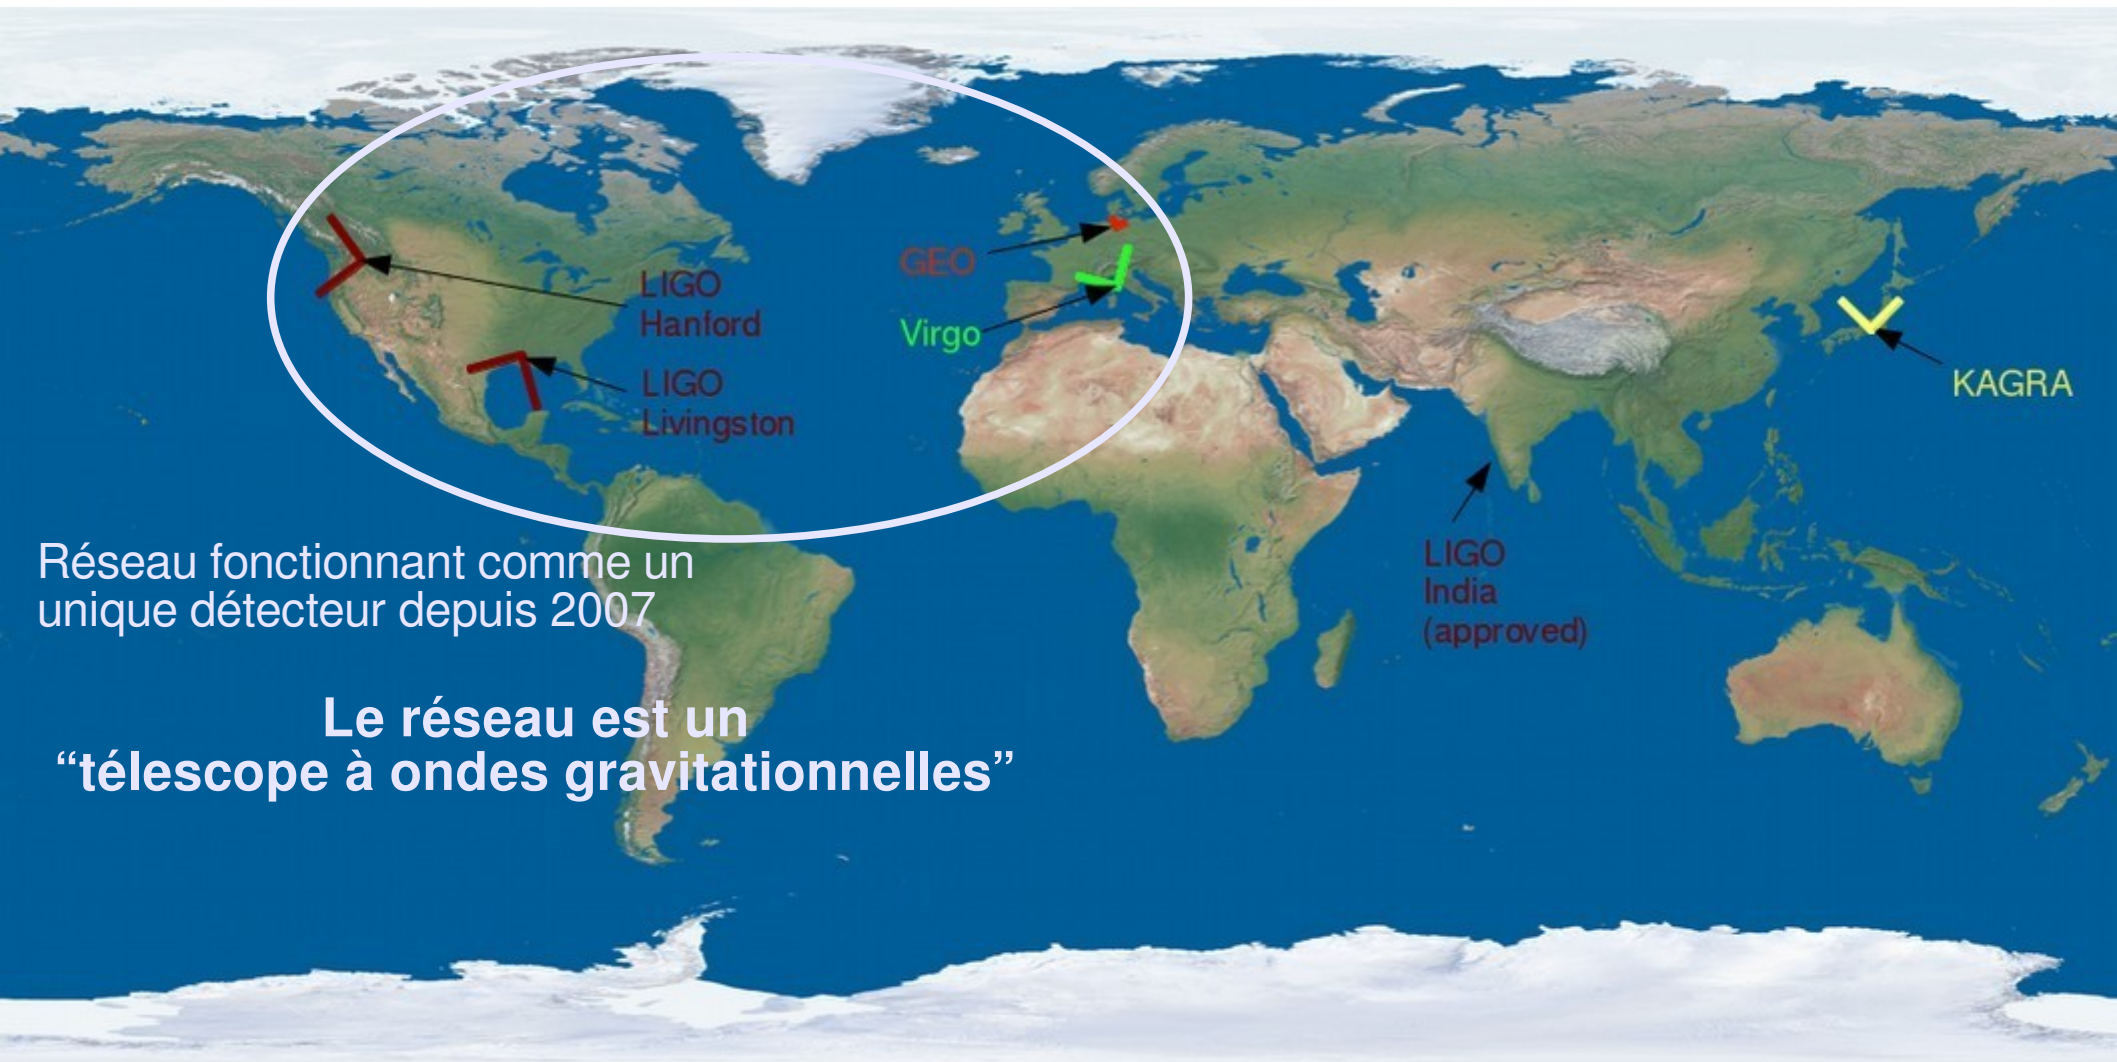 GEO
Virgo
LIGO
Hanford
LIGO
Livingston
KAGRA
LIGO
India
(approved)
Réseau fonctionnant comme un
unique détecteur depuis 2007
Le réseau est un
“télescope à ondes gravitationnelles”